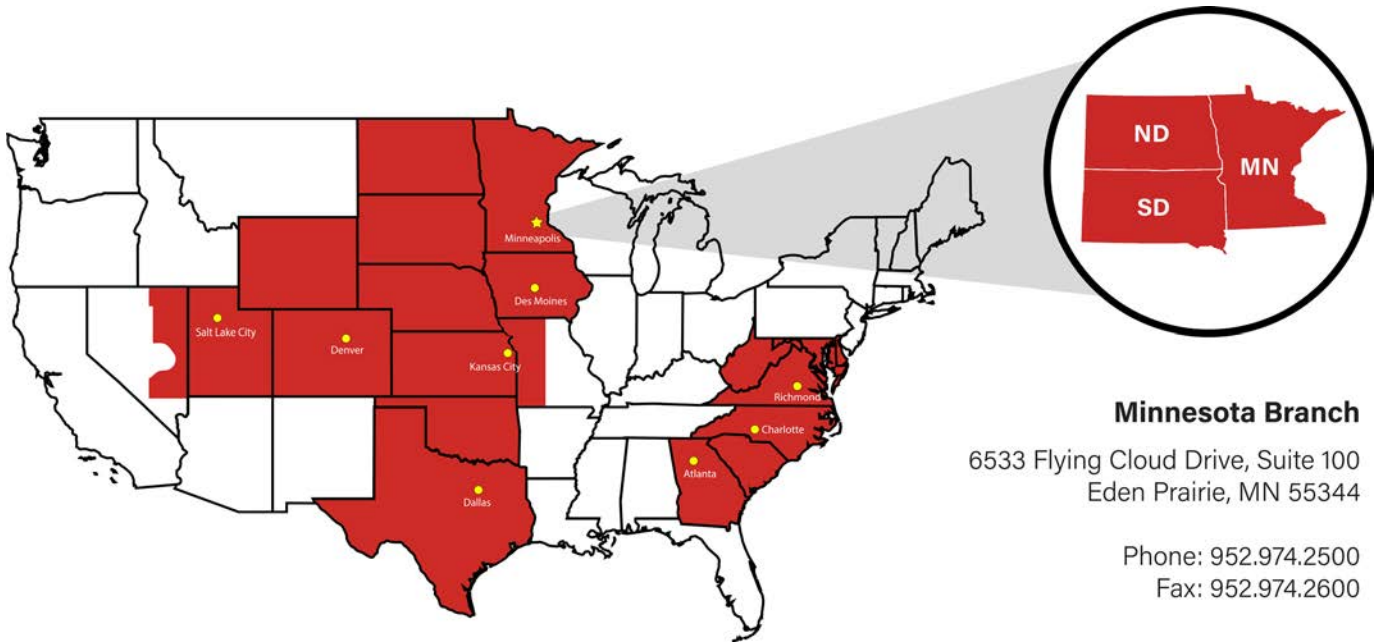 ND
MN
SD
Minneapolis
Des Moines
Salt Lake City
Denver
Kansas City
Richmond
Charlotte
Atlanta
Dallas
Minnesota Branch
6533 Flying Cloud Drive, Suite 100
Eden Prairie, MN 55344
Phone: 952.974.2500
Fax: 952.974.2600